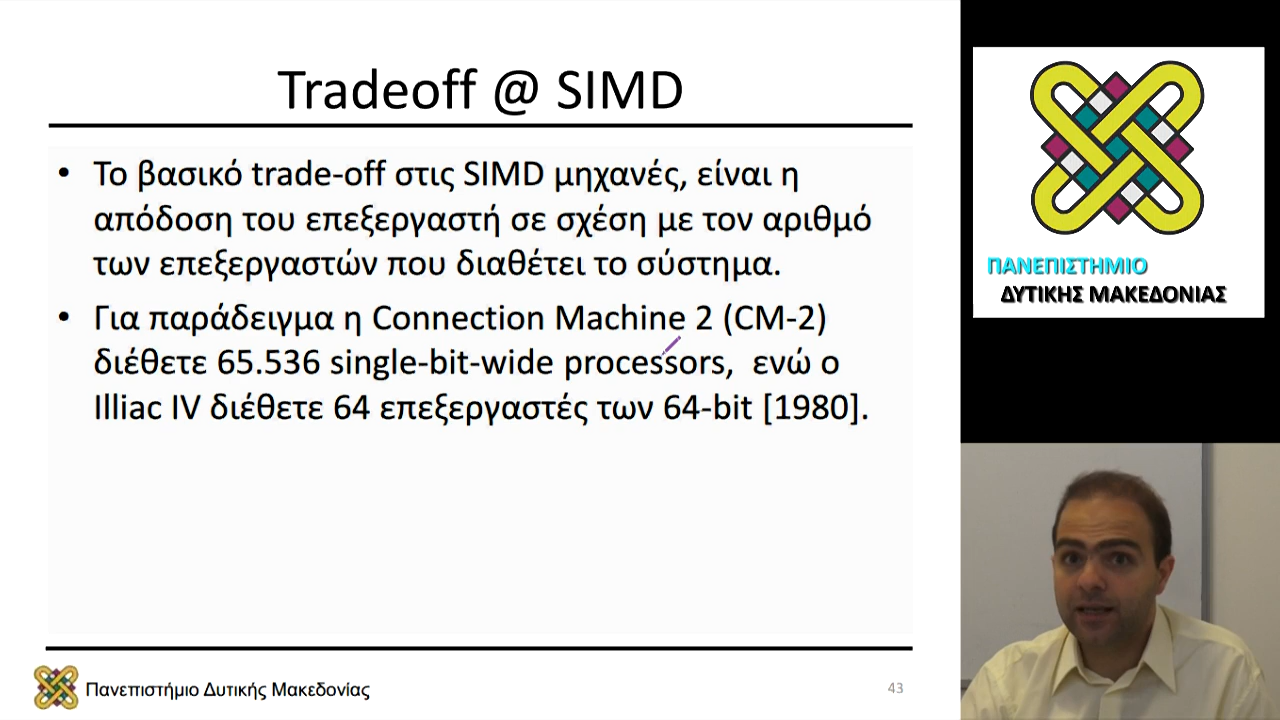 Tradeoff @ SIMD
• Το βασικό trade-off στις SIMD μηχανές, είναι η
απόδοση του επεξεργαστή σε σχέση με τον αριθμό
των επεξεργαστών που διαθέτει το σύστημα.
• Για παράδειγμα η Connection Machine 2 (CM-2)
διέθετε 65.536 single-bit-wide processors, ενώ ο
Illiac IV διέθετε 64 επεξεργαστές των 64-bit [1980].
Πανεπιστήμιο Δυτικής Μακεδονίας
43
ΠΑΝΕΠΙΣΤΗΜΙΟ
ΔΥΤΙΚΗΣ ΜΑΚΕΔΟΝΙΑΣ